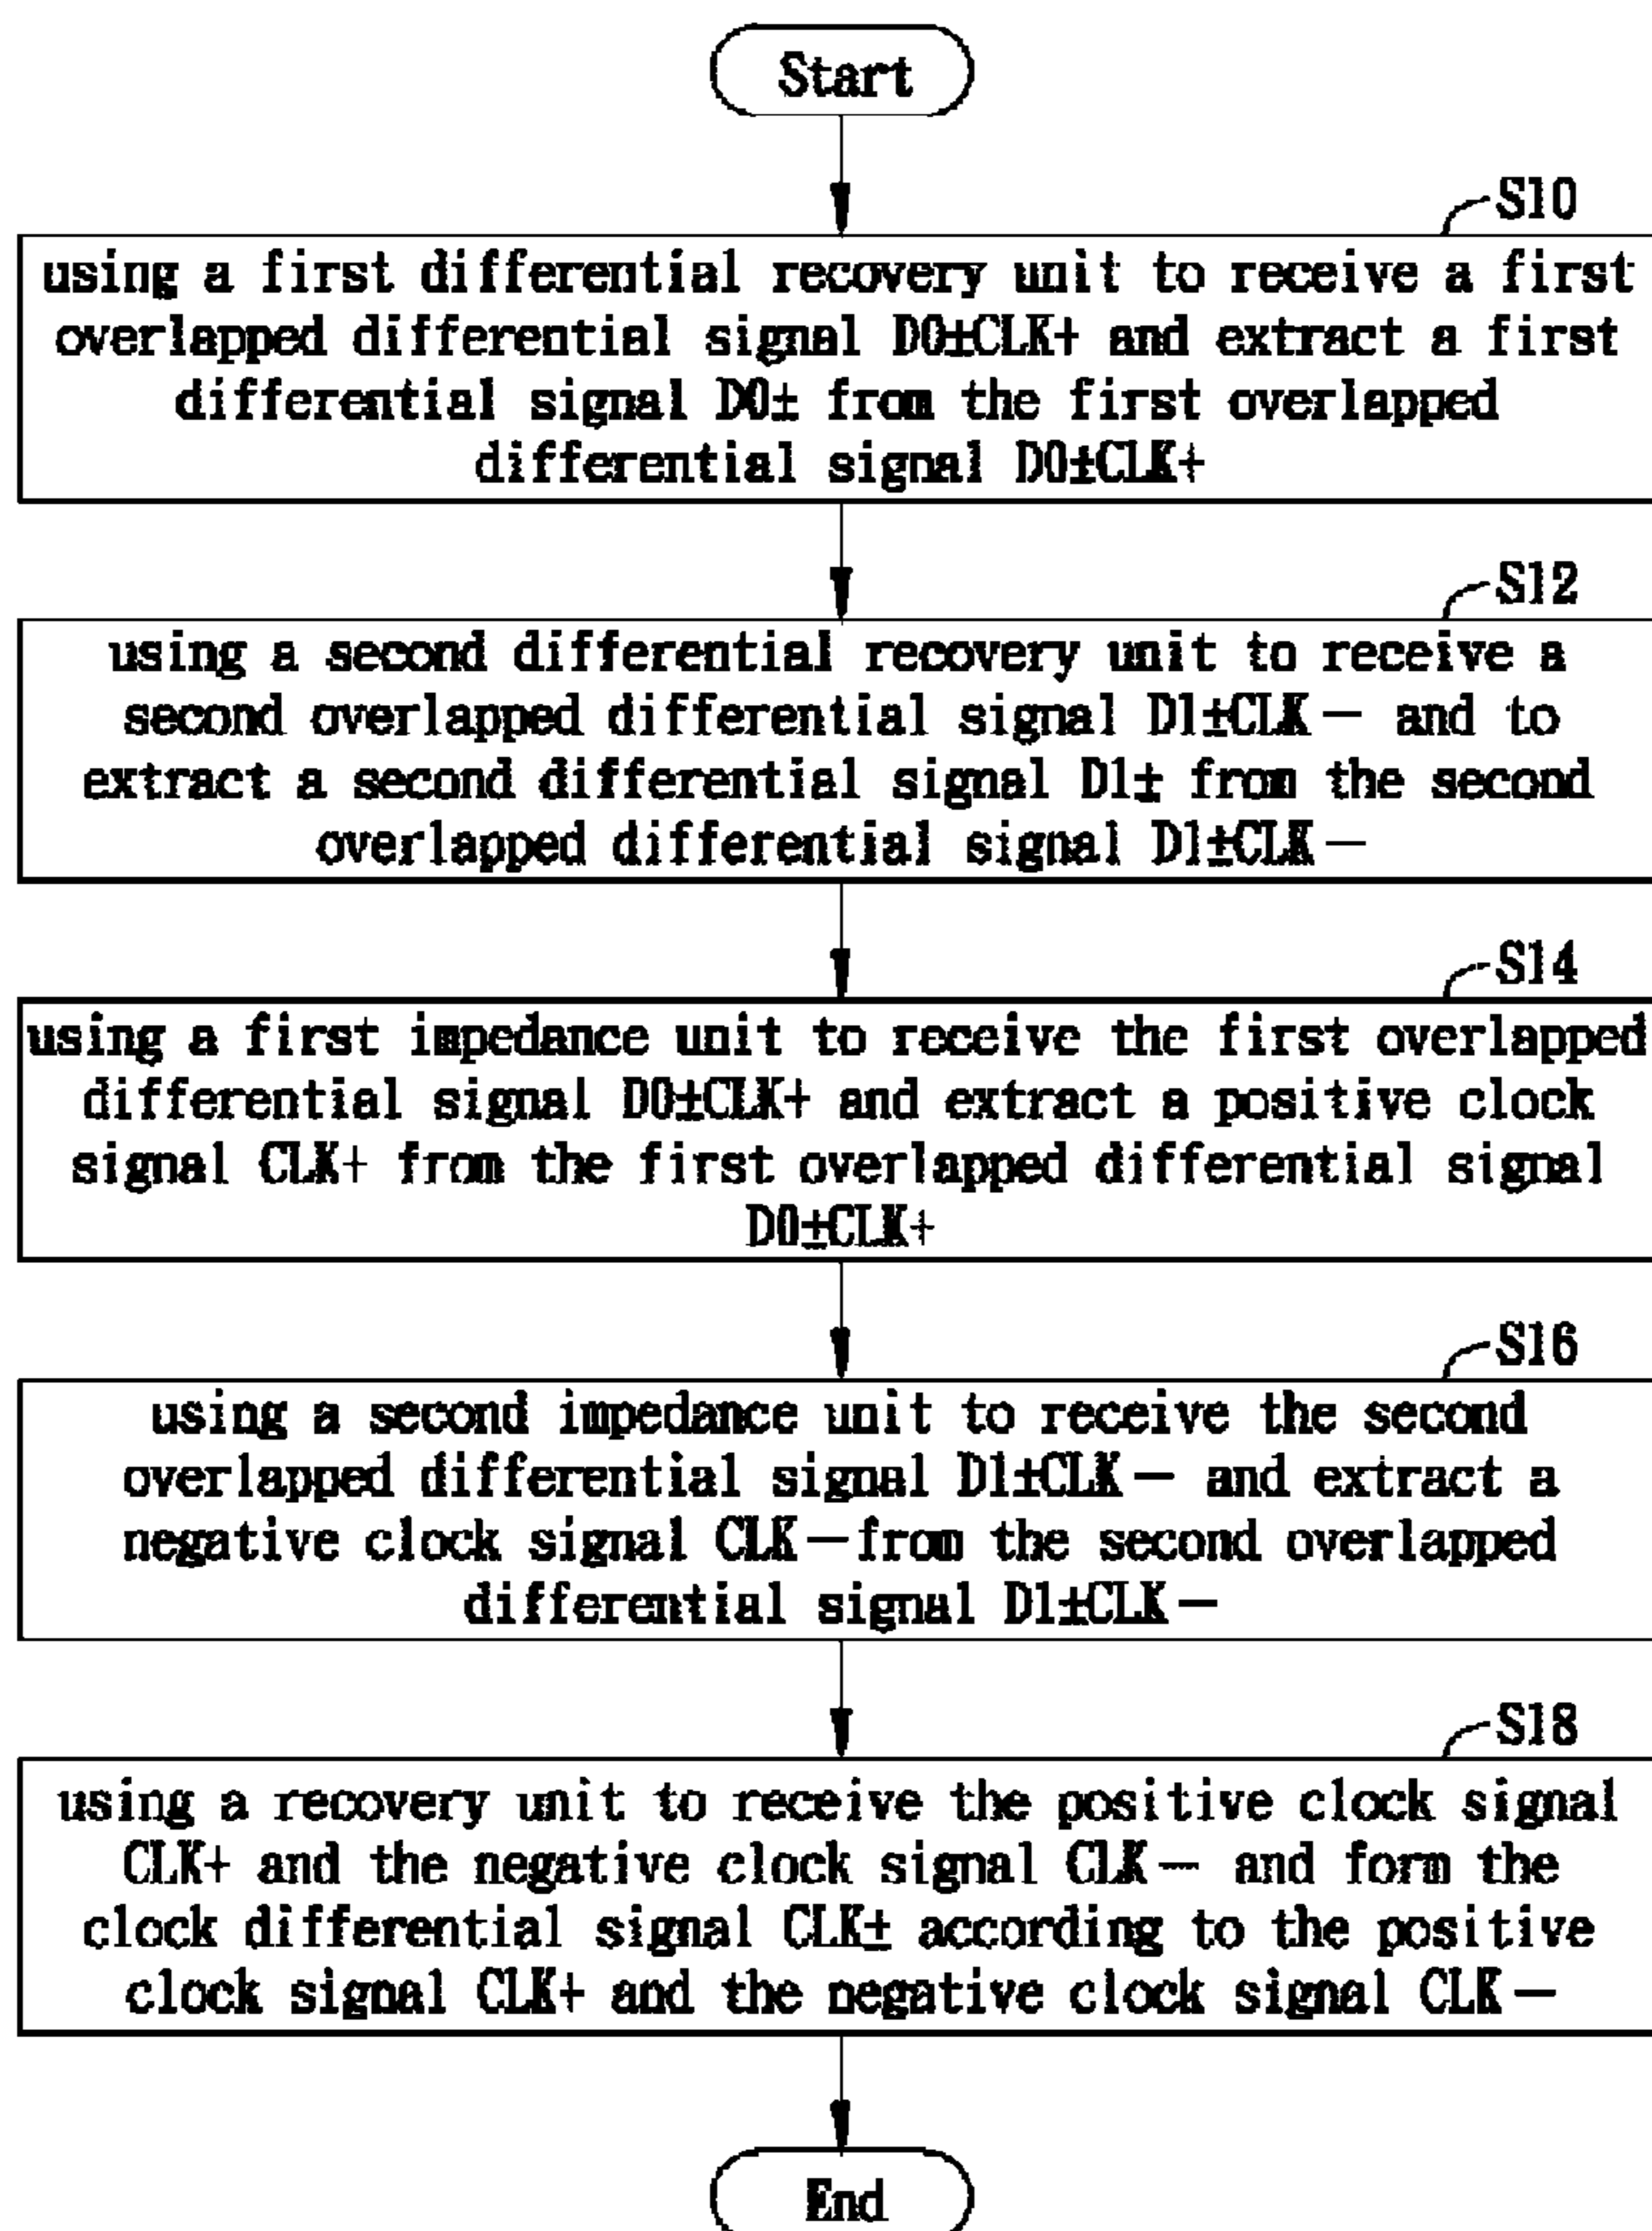 Start
S10
using a first differential recovery unit to receive a first
overlapped differential signal D0±CLK+ and extract a first
differential signal D0± from the first overlapped
differential signal D0±CLK+
S12
using a second differential recovery unit to receive a
second overlapped differential signal D1±CLK− and to
extract a second differential signal D1± from the second
overlapped differential signal D1±CLK−
S14
using a first impedance unit to receive the first overlapped
differential signal D0±CLK+ and extract a positive clock
signal CLK+ from the first overlapped differential signal
D0±CLK+
S16
using a second impedance unit to receive the second
overlapped differential signal D1±CLK− and extract a
negative clock signal CLK−from the second overlapped
differential signal D1±CLK−
S18
using a recovery unit to receive the positive clock signal
CLK+ and the negative clock signal CLK− and form the
clock differential signal CLK± according to the positive
clock signal CLK+ and the negative clock signal CLK−
End